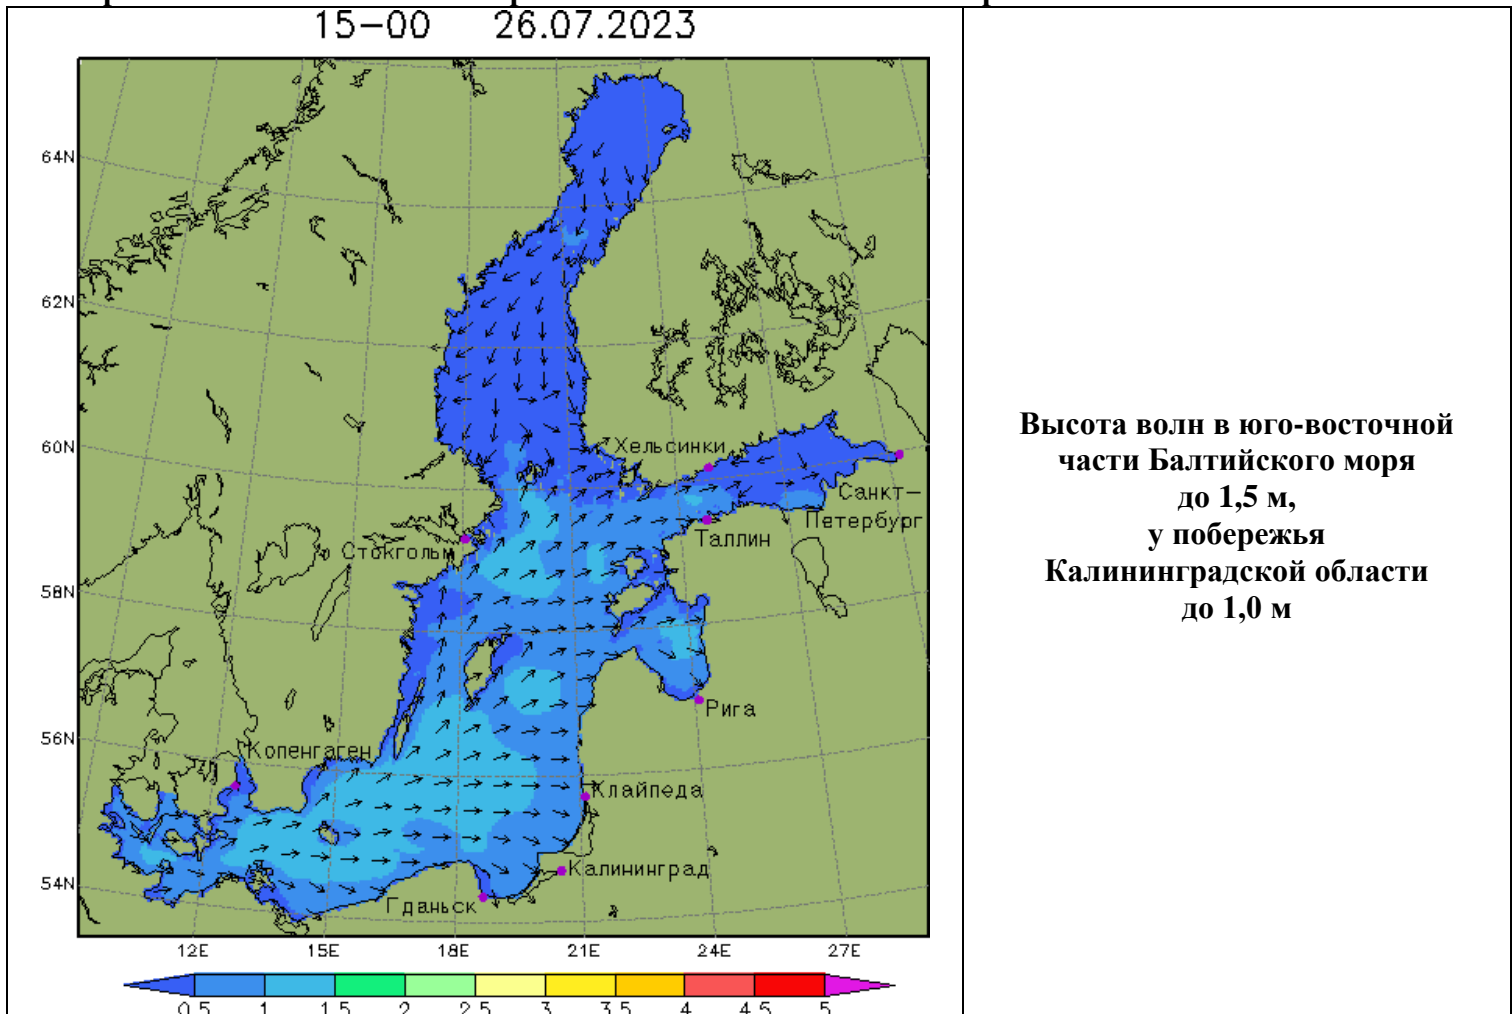 15-00 26.07.2023
64N
62N
60N
58N
56N
54N
Хельсинки
Санкт-
Петербург
Таллин
Стокгольм
Рига
Копенгаген
Клайпеда
Калининград
Гданьск
12E 15E 18E 21E 24E 27E
0.5 1 1.5 2 2.5 3 3.5 4 4.5 5
Высота волн в юго-восточной
части Балтийского моря
до 1,5 м,
у побережья
Калининградской области
до 1,0 м